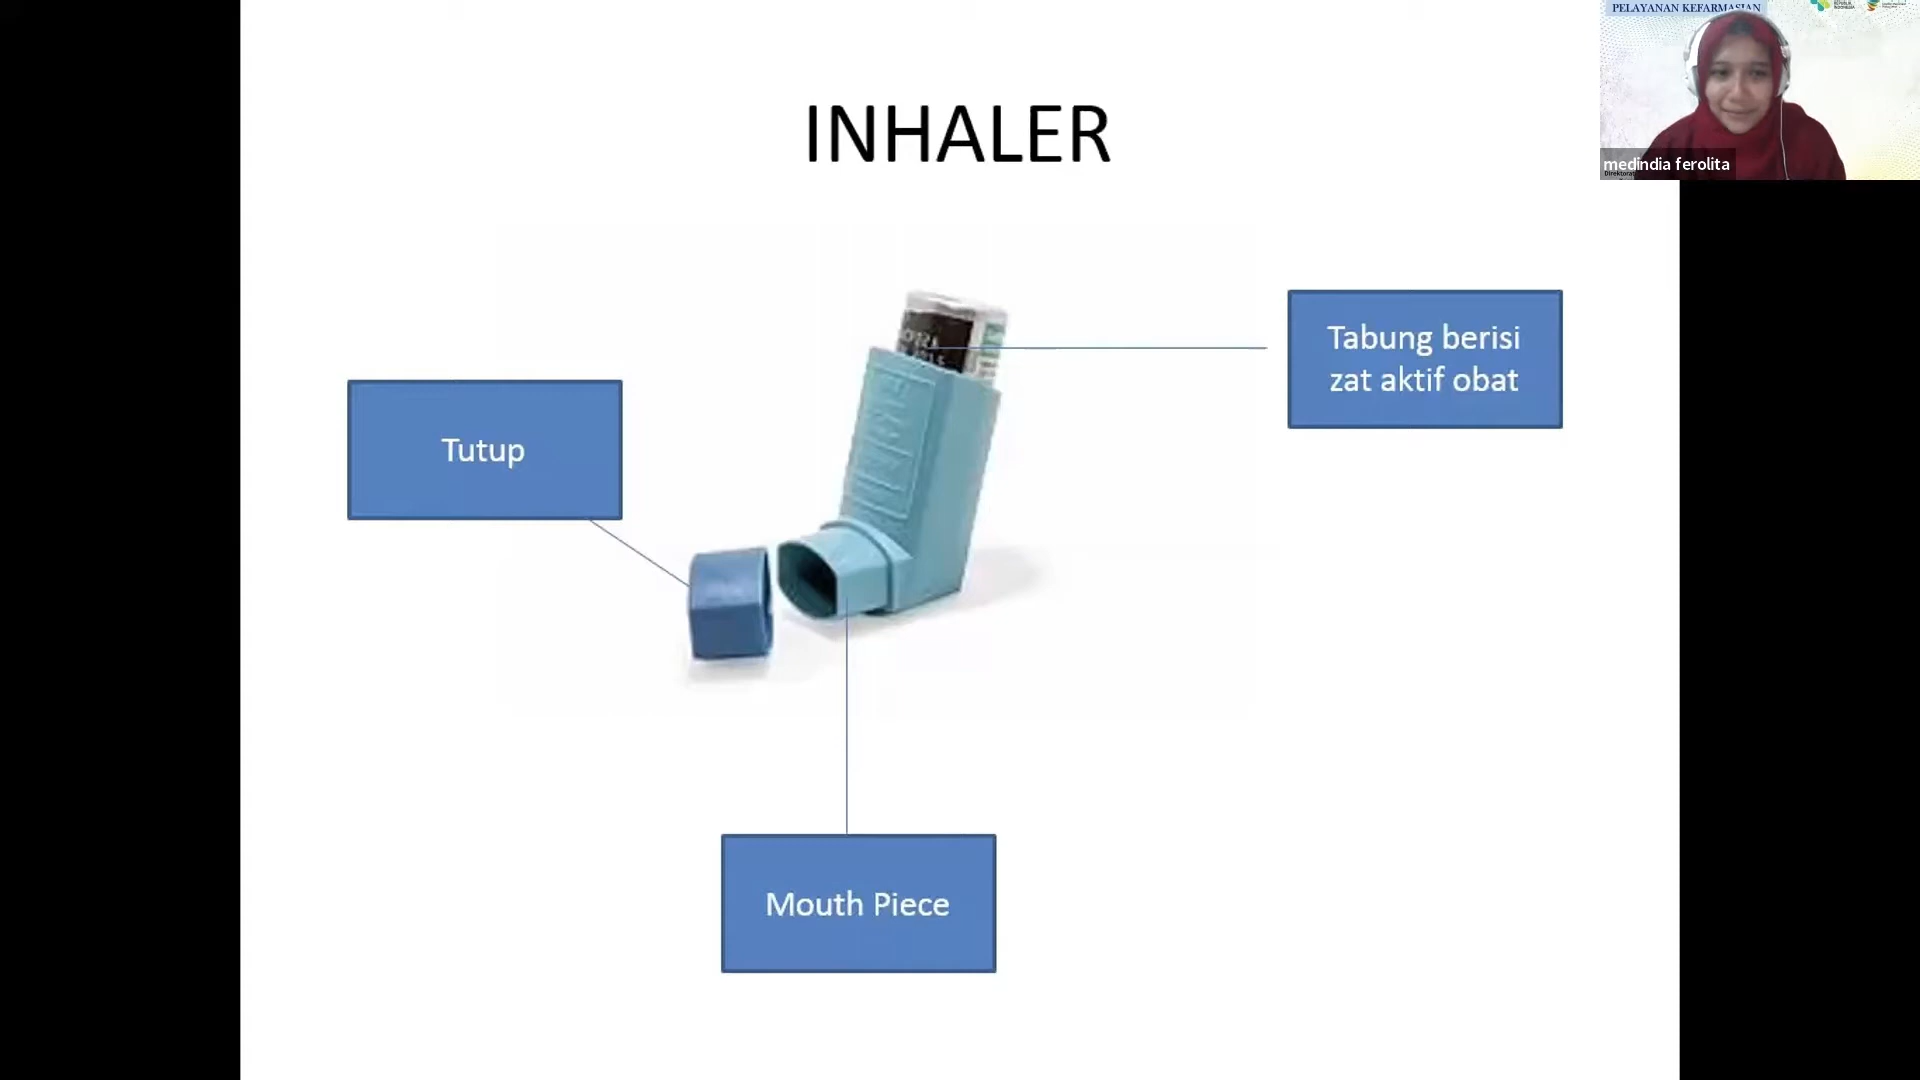 PELAYANAN KEFARMASIAN
medindia ferolita
INHALER
Tabung berisi
zat aktif obat
Tutup
Mouth Piece